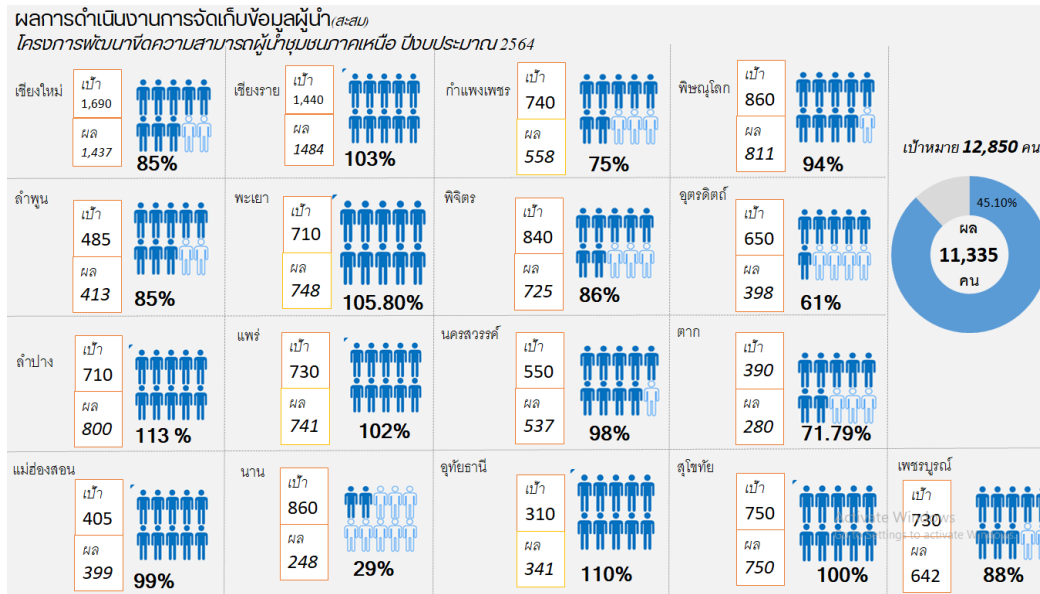 ผลการดำเนินงานการจัดเก็บข้อมูลผู้นำ(สะสม)
โครงการพัฒนาขีดความสามารถผู้นำชุมชนภาคเหนือ ปีงบประมาณ 2564
เชียงใหม่
เป้า
1,690
ผล
1,437
85%
เชียงราย
เป้า
1,440
ผล
1484
103%
กำแพงเพชร
เป้า
740
ผล
558
75%
พิษณุโลก
เป้า
860
ผล
811
94%
เป้าหมาย 12,850 คน
45.10%
ผล
11,335
คน
ลำพูน
เป้า
485
ผล
413
85%
พะเยา
เป้า
710
ผล
748
105.80%
พิจิตร
เป้า
840
ผล
725
86%
อุตรดิตถ์
เป้า
650
ผล
398
61%
ลำปาง
เป้า
710
ผล
800
113 %
แพร่
เป้า
730
ผล
741
102%
นครสวรรค์
เป้า
550
ผล
537
98%
ตาก
เป้า
390
ผล
280
71.79%
แม่ฮ่องสอน
เป้า
405
ผล
399
99%
นาน
เป้า
860
ผล
248
29%
อุทัยธานี
เป้า
310
ผล
341
110%
สุโขทัย
เป้า
750
ผล
750
100%
เพชรบูรณ์
เป้า
730
ผล
642
88%
Activate Windows
Settings to activate Windows.